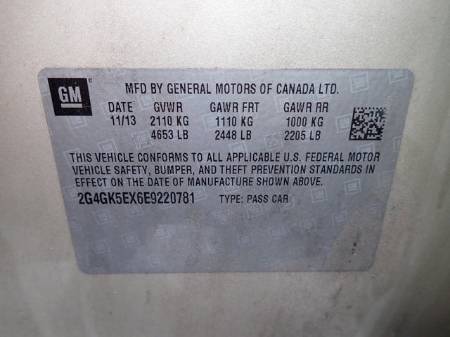 GM ®
MFD BY GENERAL MOTORS OF CANADA LTD.
DATE GVWR GAWR FRT GAWR RR
11/13 2110 KG 1110 KG 1000 KG
4653 LB 2448 LB 2205 LB
THIS VEHICLE CONFORMS TO ALL APPLICABLE U.S. FEDERAL MOTOR
VEHICLE SAFETY, BUMPER, AND THEFT PREVENTION STANDARDS IN
EFFECT ON THE DATE OF MANUFACTURE SHOWN ABOVE.
2G4GK5EX6E9220781 TYPE: PASS CAR